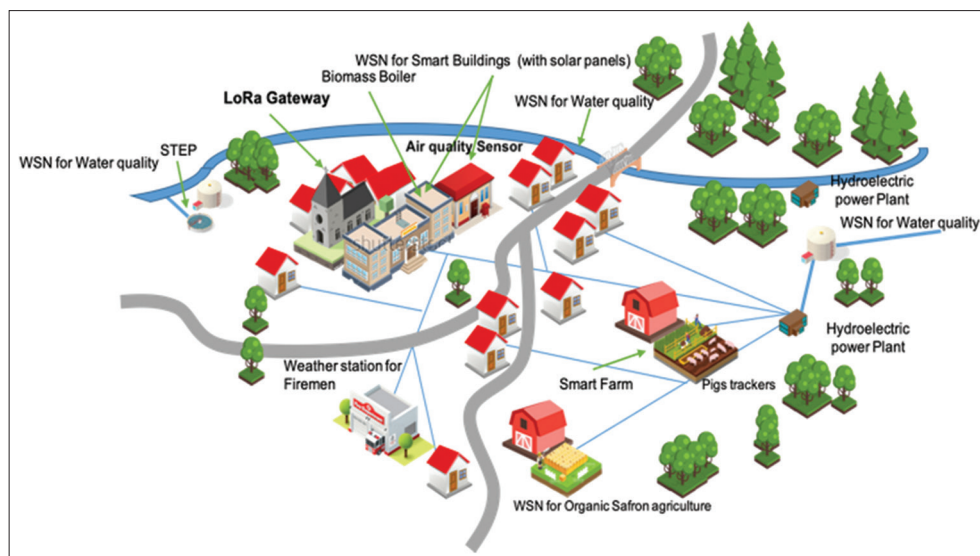 WSN for Smart Buildings (with solar panels)
Biomass Boiler
LoRa Gateway
WSN for Water quality
STEP
WSN for Water quality
Air quality Sensor
Hydroelectric
power Plant
WSN for Water quality
Hydroelectric
power Plant
Weather station for
Firemen
Smart Farm
Pigs trackers
WSN for Organic Safron agriculture